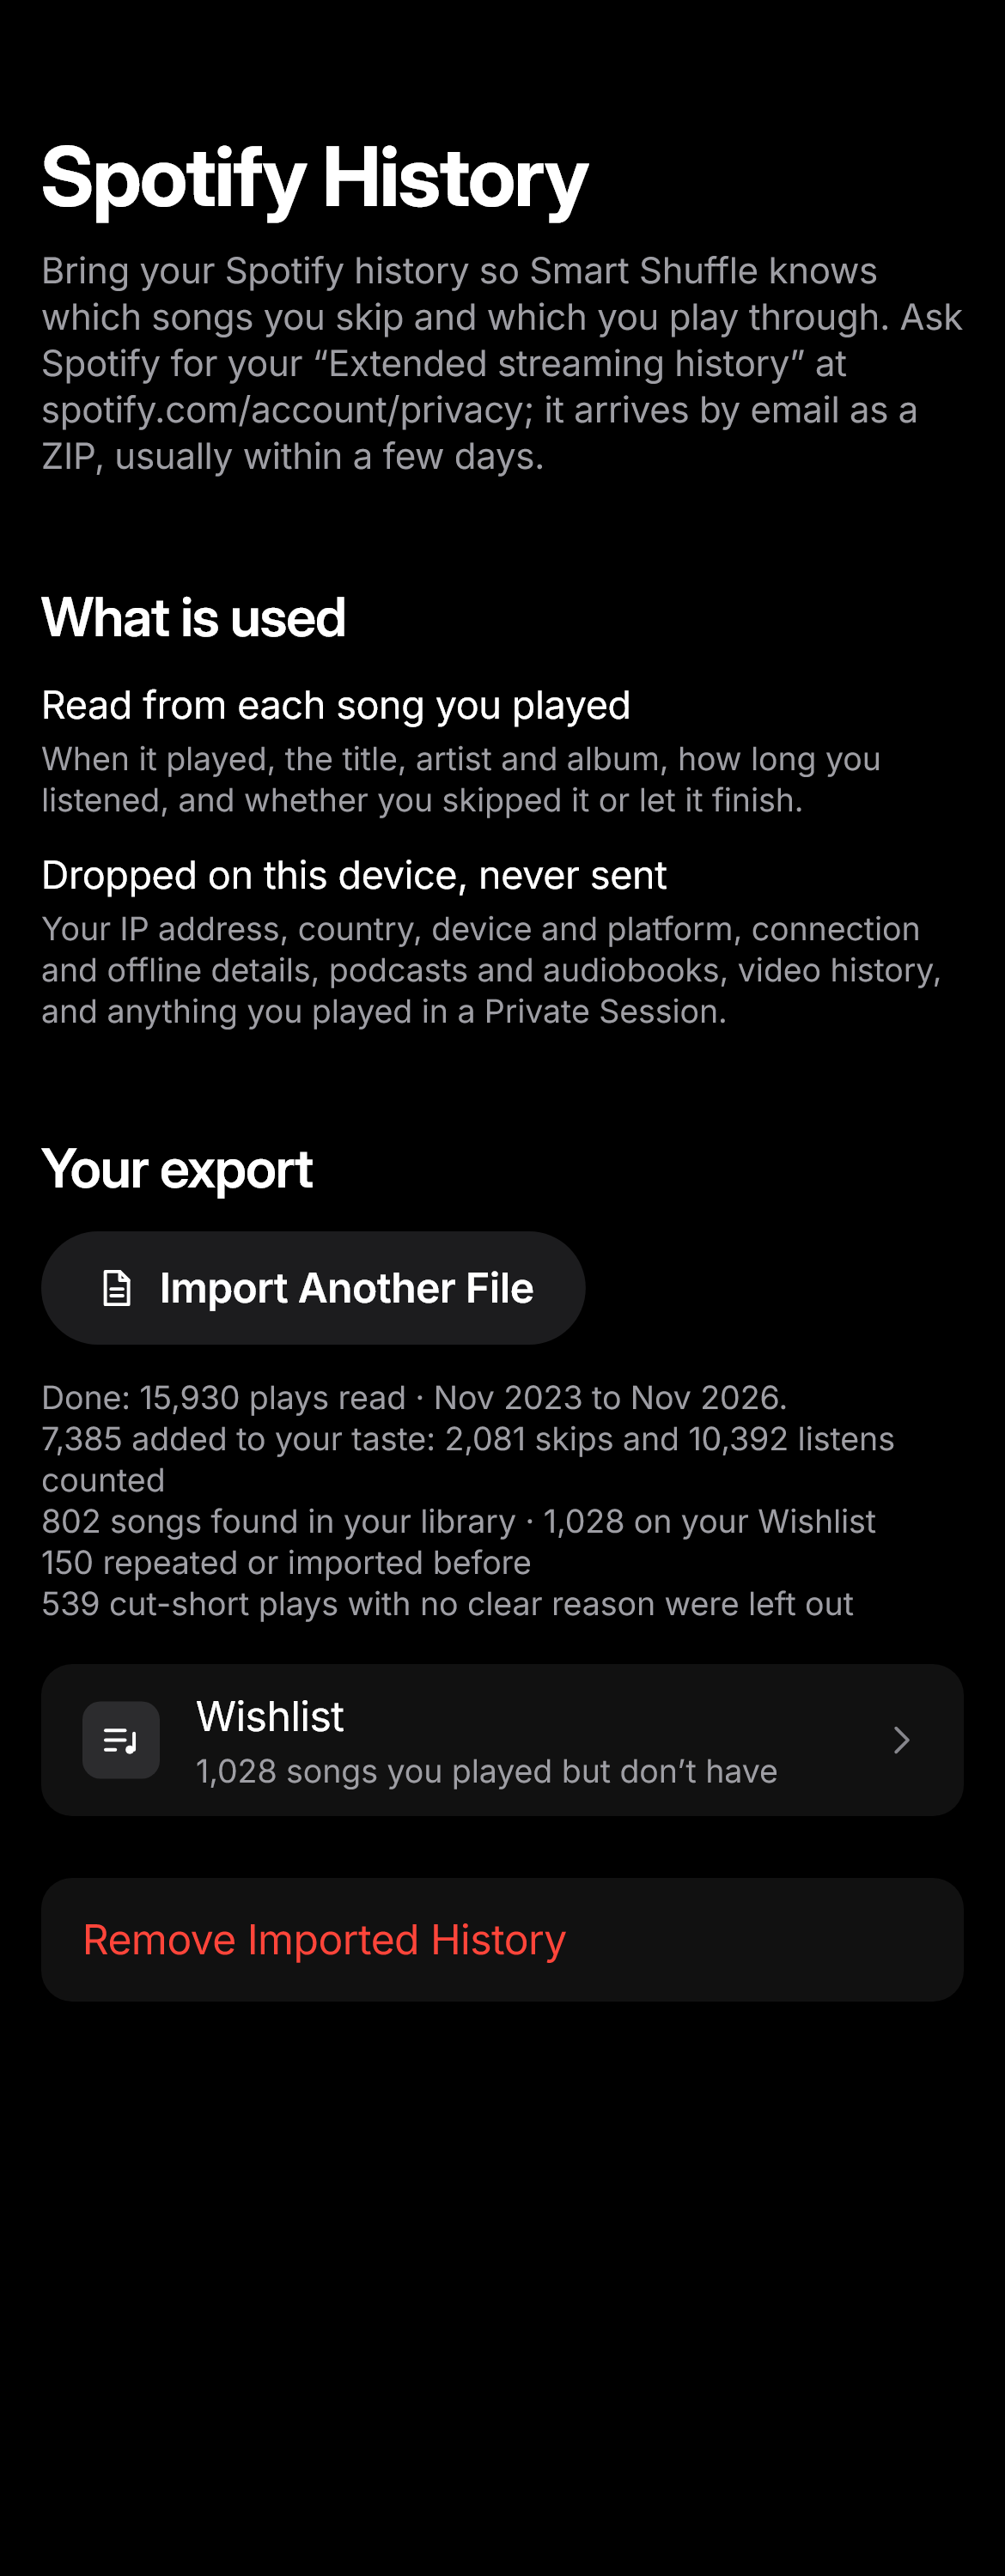 Spotify History
Bring your Spotify history so Smart Shuffle knows
which songs you skip and which you play through. Ask
Spotify for your “Extended streaming history” at
spotify.com/account/privacy; it arrives by email as a
ZIP, usually within a few days.
What is used
Read from each song you played
When it played, the title, artist and album, how long you
listened, and whether you skipped it or let it finish.
Dropped on this device, never sent
Your IP address, country, device and platform, connection
and offline details, podcasts and audiobooks, video history,
and anything you played in a Private Session.
Your export
Import Another File
Done: 15,930 plays read · Nov 2023 to Nov 2026.
7,385 added to your taste: 2,081 skips and 10,392 listens
counted
802 songs found in your library · 1,028 on your Wishlist
150 repeated or imported before
539 cut-short plays with no clear reason were left out
Wishlist
1,028 songs you played but don’t have
Remove Imported History